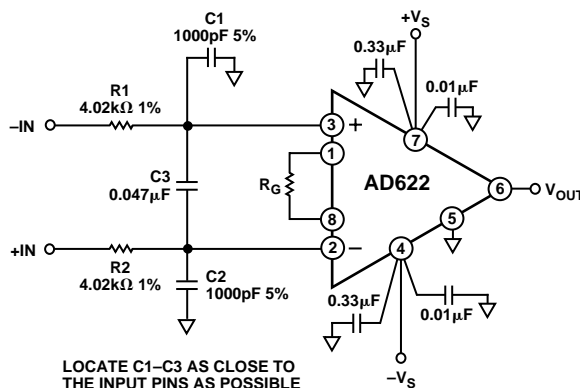 C1
1000pF 5%
+VS
0.33µF
0.01µF
R1
4.02kΩ 1%
–IN
3
+
7
1
C3
0.047µF
RG
AD622
6
VOUT
8
5
+IN
2
–
4
R2
4.02kΩ 1%
C2
1000pF 5%
0.33µF
0.01µF
LOCATE C1–C3 AS CLOSE TO
THE INPUT PINS AS POSSIBLE
–VS